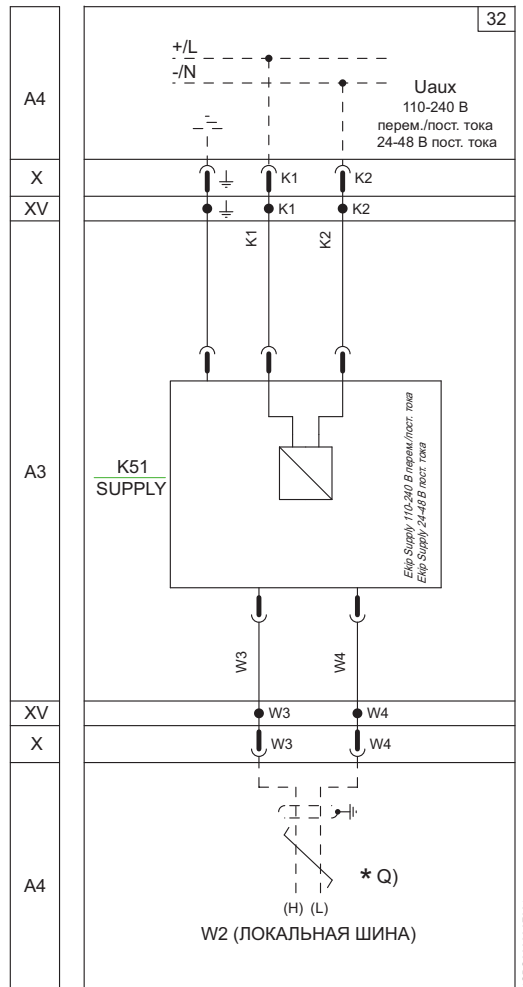 32
+/L
-/N
A4
Uaux
110-240 В
перем./пост. тока
24-48 В пост. тока
X
K1
K2
XV
K1
K2
K1
K2
A3
K51
SUPPLY
Ekip Supply 110-240 В перем./пост. тока
Ekip Supply 24-48 В пост. тока
W3
W4
XV
W3
W4
X
W3
W4
A4
* Q)
(H) (L)
W2 (ЛОКАЛЬНАЯ ШИНА)